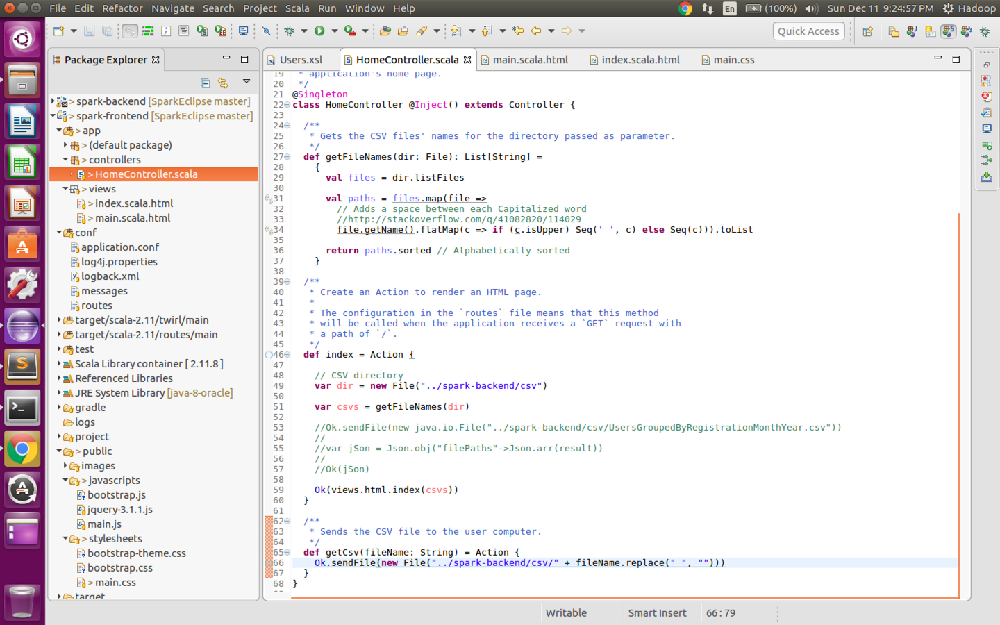 File Edit Refactor Navigate Search Project Scala Run Window Help
En (100%) Sun Dec 11 9:24:57 PM Hadoop
Quick Access
Package Explorer
Users.xsl HomeController.scala main.scala.html index.scala.html main.css
> spark-backend [SparkEclipse master]
> spark-frontend [SparkEclipse master]
> app
> (default package)
> controllers
> HomeController.scala
> views
> index.scala.html
> main.scala.html
conf
application.conf
log4j.properties
logback.xml
messages
routes
target/scala-2.11/twirl/main
target/scala-2.11/routes/main
test
Scala Library container [ 2.11.8 ]
Referenced Libraries
JRE System Library [java-8-oracle]
gradle
logs
project
> public
images
> javascripts
bootstrap.js
jquery-3.1.1.js
main.js
> stylesheets
bootstrap-theme.css
bootstrap.css
> main.css
target
19 * application's home page.
20 */
21 @Singleton
22 class HomeController @Inject() extends Controller {
23
24 /**
25 * Gets the CSV files' names for the directory passed as parameter.
26 */
27 def getFileNames(dir: File): List[String] =
28 {
29 val files = dir.listFiles
30
31 val paths = files.map(file =>
32 // Adds a space between each Capitalized word
33 //http://stackoverflow.com/q/41082820/114029
34 file.getName().flatMap(c => if (c.isUpper) Seq(' ', c) else Seq(c))).toList
35
36 return paths.sorted // Alphabetically sorted
37 }
38
39 /**
40 * Create an Action to render an HTML page.
41 *
42 * The configuration in the `routes` file means that this method
43 * will be called when the application receives a `GET` request with
44 * a path of `/`.
45 */
46 def index = Action {
47
48 // CSV directory
49 var dir = new File("../spark-backend/csv")
50
51 var csvs = getFileNames(dir)
52
53 //Ok.sendFile(new java.io.File("../spark-backend/csv/UsersGroupedByRegistrationMonthYear.csv"))
54 //
55 //var jSon = Json.obj("filePaths"->Json.arr(result))
56 //
57 //Ok(jSon)
58
59 Ok(views.html.index(csvs))
60 }
61
62 /**
63 * Sends the CSV file to the user computer.
64 */
65 def getCsv(fileName: String) = Action {
66 Ok.sendFile(new File("../spark-backend/csv/" + fileName.replace(" ", "")))
67 }
68 }
Writable Smart Insert 66 : 79